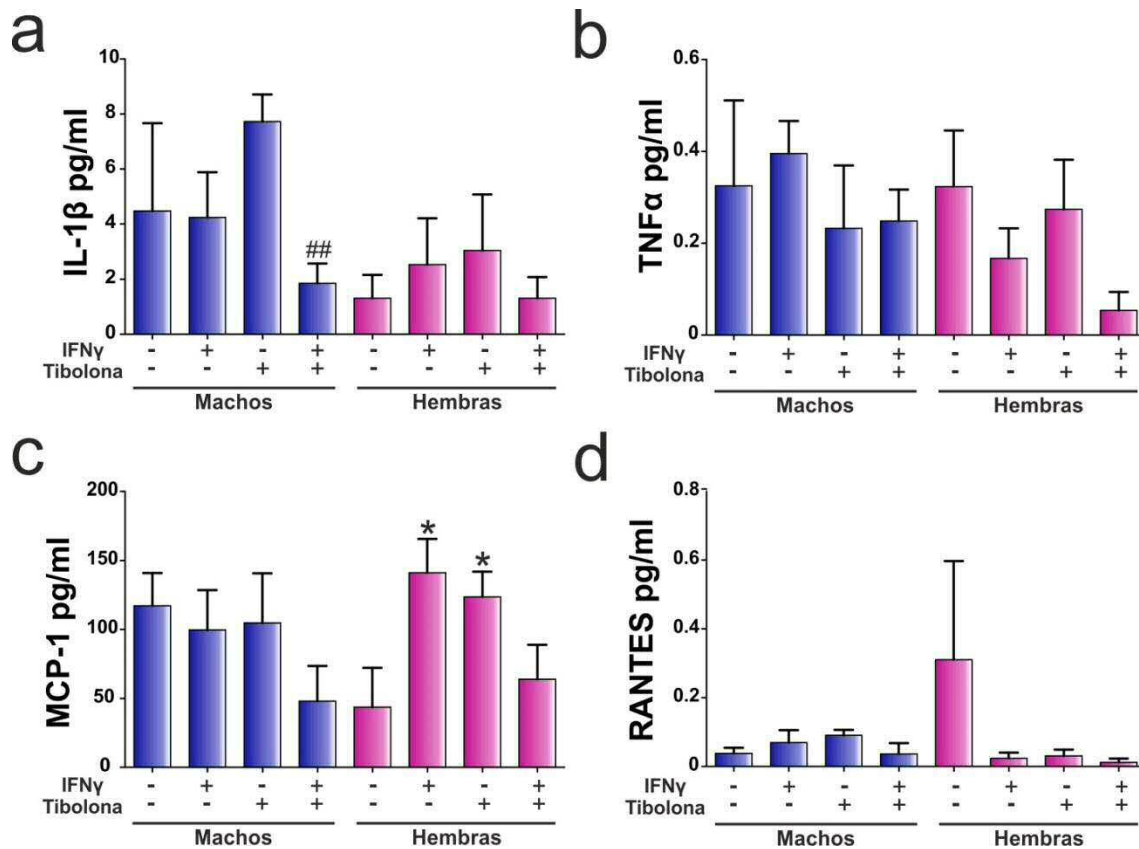 a
10
8
6
4
2
0
IL-1β pg/ml
##
IFNγ - + - + - + - +
Tibolona - - + + - - + +
Machos Hembras
b
0.6
0.4
0.2
0
TNFα pg/ml
IFNγ - + - + - + - +
Tibolona - - + + - - + +
Machos Hembras
c
200
150
100
50
0
MCP-1 pg/ml
* *
IFNγ - + - + - + - +
Tibolona - - + + - - + +
Machos Hembras
d
0.8
0.6
0.4
0.2
0
RANTES pg/ml
IFNγ - + - + - + - +
Tibolona - - + + - - + +
Machos Hembras